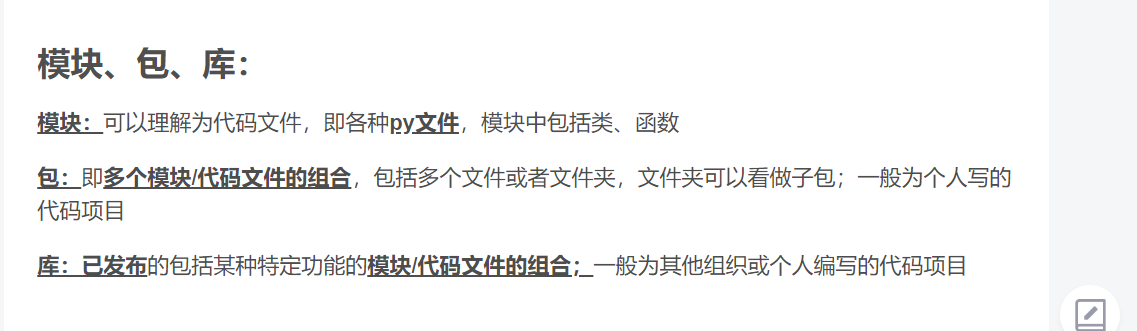 模块、包、库：
模块：可以理解为代码文件，即各种py文件，模块中包括类、函数
包：即多个模块/代码文件的组合，包括多个文件或者文件夹，文件夹可以看做子包；一般为个人写的
代码项目
库：已发布的包括某种特定功能的模块/代码文件的组合；一般为其他组织或个人编写的代码项目